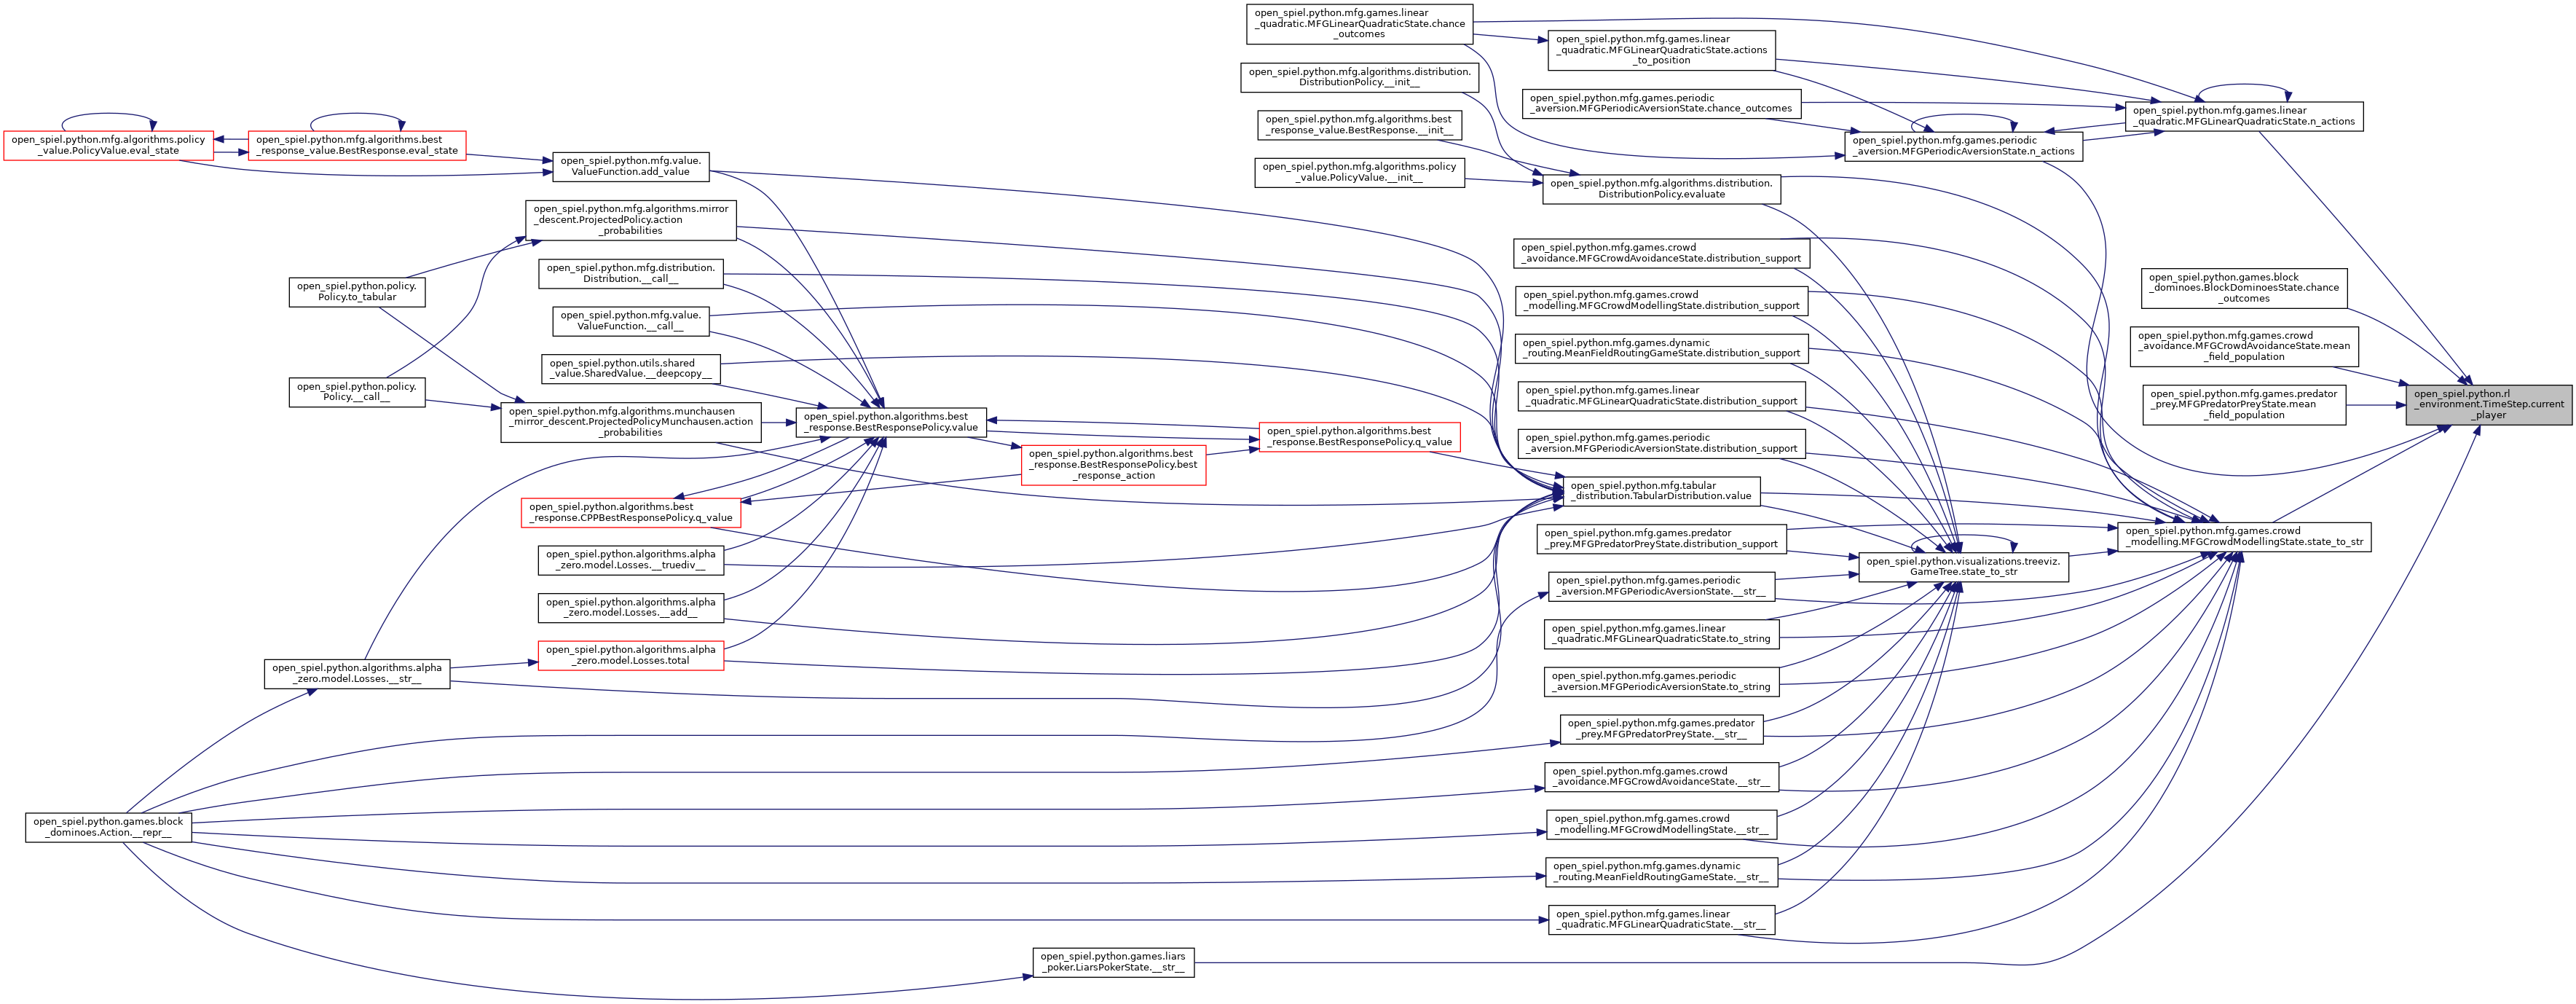 open_spiel.python.mfg.games.linear
_quadratic.MFGLinearQuadraticState.chance
_outcomes
open_spiel.python.mfg.games.linear
_quadratic.MFGLinearQuadraticState.actions
_to_position
open_spiel.python.mfg.algorithms.distribution.
DistributionPolicy.__init__
open_spiel.python.mfg.games.periodic
_aversion.MFGPeriodicAversionState.chance_outcomes
open_spiel.python.mfg.games.linear
_quadratic.MFGLinearQuadraticState.n_actions
open_spiel.python.mfg.algorithms.best
_response_value.BestResponse.__init__
open_spiel.python.mfg.algorithms.policy
_value.PolicyValue.eval_state
open_spiel.python.mfg.algorithms.best
_response_value.BestResponse.eval_state
open_spiel.python.mfg.games.periodic
_aversion.MFGPeriodicAversionState.n_actions
open_spiel.python.mfg.value.
ValueFunction.add_value
open_spiel.python.mfg.algorithms.policy
_value.PolicyValue.__init__
open_spiel.python.mfg.algorithms.distribution.
DistributionPolicy.evaluate
open_spiel.python.mfg.algorithms.mirror
_descent.ProjectedPolicy.action
_probabilities
open_spiel.python.mfg.games.crowd
_avoidance.MFGCrowdAvoidanceState.distribution_support
open_spiel.python.mfg.distribution.
Distribution.__call__
open_spiel.python.games.block
_dominoes.BlockDominoesState.chance
_outcomes
open_spiel.python.policy.
Policy.to_tabular
open_spiel.python.mfg.games.crowd
_modelling.MFGCrowdModellingState.distribution_support
open_spiel.python.mfg.value.
ValueFunction.__call__
open_spiel.python.mfg.games.crowd
_avoidance.MFGCrowdAvoidanceState.mean
_field_population
open_spiel.python.mfg.games.dynamic
_routing.MeanFieldRoutingGameState.distribution_support
open_spiel.python.utils.shared
_value.SharedValue.__deepcopy__
open_spiel.python.policy.
Policy.__call__
open_spiel.python.mfg.games.linear
_quadratic.MFGLinearQuadraticState.distribution_support
open_spiel.python.mfg.games.predator
_prey.MFGPredatorPreyState.mean
_field_population
open_spiel.python.rl
_environment.TimeStep.current
_player
open_spiel.python.mfg.algorithms.munchausen
_mirror_descent.ProjectedPolicyMunchausen.action
_probabilities
open_spiel.python.algorithms.best
_response.BestResponsePolicy.value
open_spiel.python.algorithms.best
_response.BestResponsePolicy.q_value
open_spiel.python.mfg.games.periodic
_aversion.MFGPeriodicAversionState.distribution_support
open_spiel.python.algorithms.best
_response.BestResponsePolicy.best
_response_action
open_spiel.python.mfg.tabular
_distribution.TabularDistribution.value
open_spiel.python.algorithms.best
_response.CPPBestResponsePolicy.q_value
open_spiel.python.mfg.games.predator
_prey.MFGPredatorPreyState.distribution_support
open_spiel.python.mfg.games.crowd
_modelling.MFGCrowdModellingState.state_to_str
open_spiel.python.algorithms.alpha
_zero.model.Losses.__truediv__
open_spiel.python.visualizations.treeviz.
GameTree.state_to_str
open_spiel.python.mfg.games.periodic
_aversion.MFGPeriodicAversionState.__str__
open_spiel.python.algorithms.alpha
_zero.model.Losses.__add__
open_spiel.python.mfg.games.linear
_quadratic.MFGLinearQuadraticState.to_string
open_spiel.python.algorithms.alpha
_zero.model.Losses.total
open_spiel.python.algorithms.alpha
_zero.model.Losses.__str__
open_spiel.python.mfg.games.periodic
_aversion.MFGPeriodicAversionState.to_string
open_spiel.python.mfg.games.predator
_prey.MFGPredatorPreyState.__str__
open_spiel.python.mfg.games.crowd
_avoidance.MFGCrowdAvoidanceState.__str__
open_spiel.python.games.block
_dominoes.Action.__repr__
open_spiel.python.mfg.games.crowd
_modelling.MFGCrowdModellingState.__str__
open_spiel.python.mfg.games.dynamic
_routing.MeanFieldRoutingGameState.__str__
open_spiel.python.mfg.games.linear
_quadratic.MFGLinearQuadraticState.__str__
open_spiel.python.games.liars
_poker.LiarsPokerState.__str__